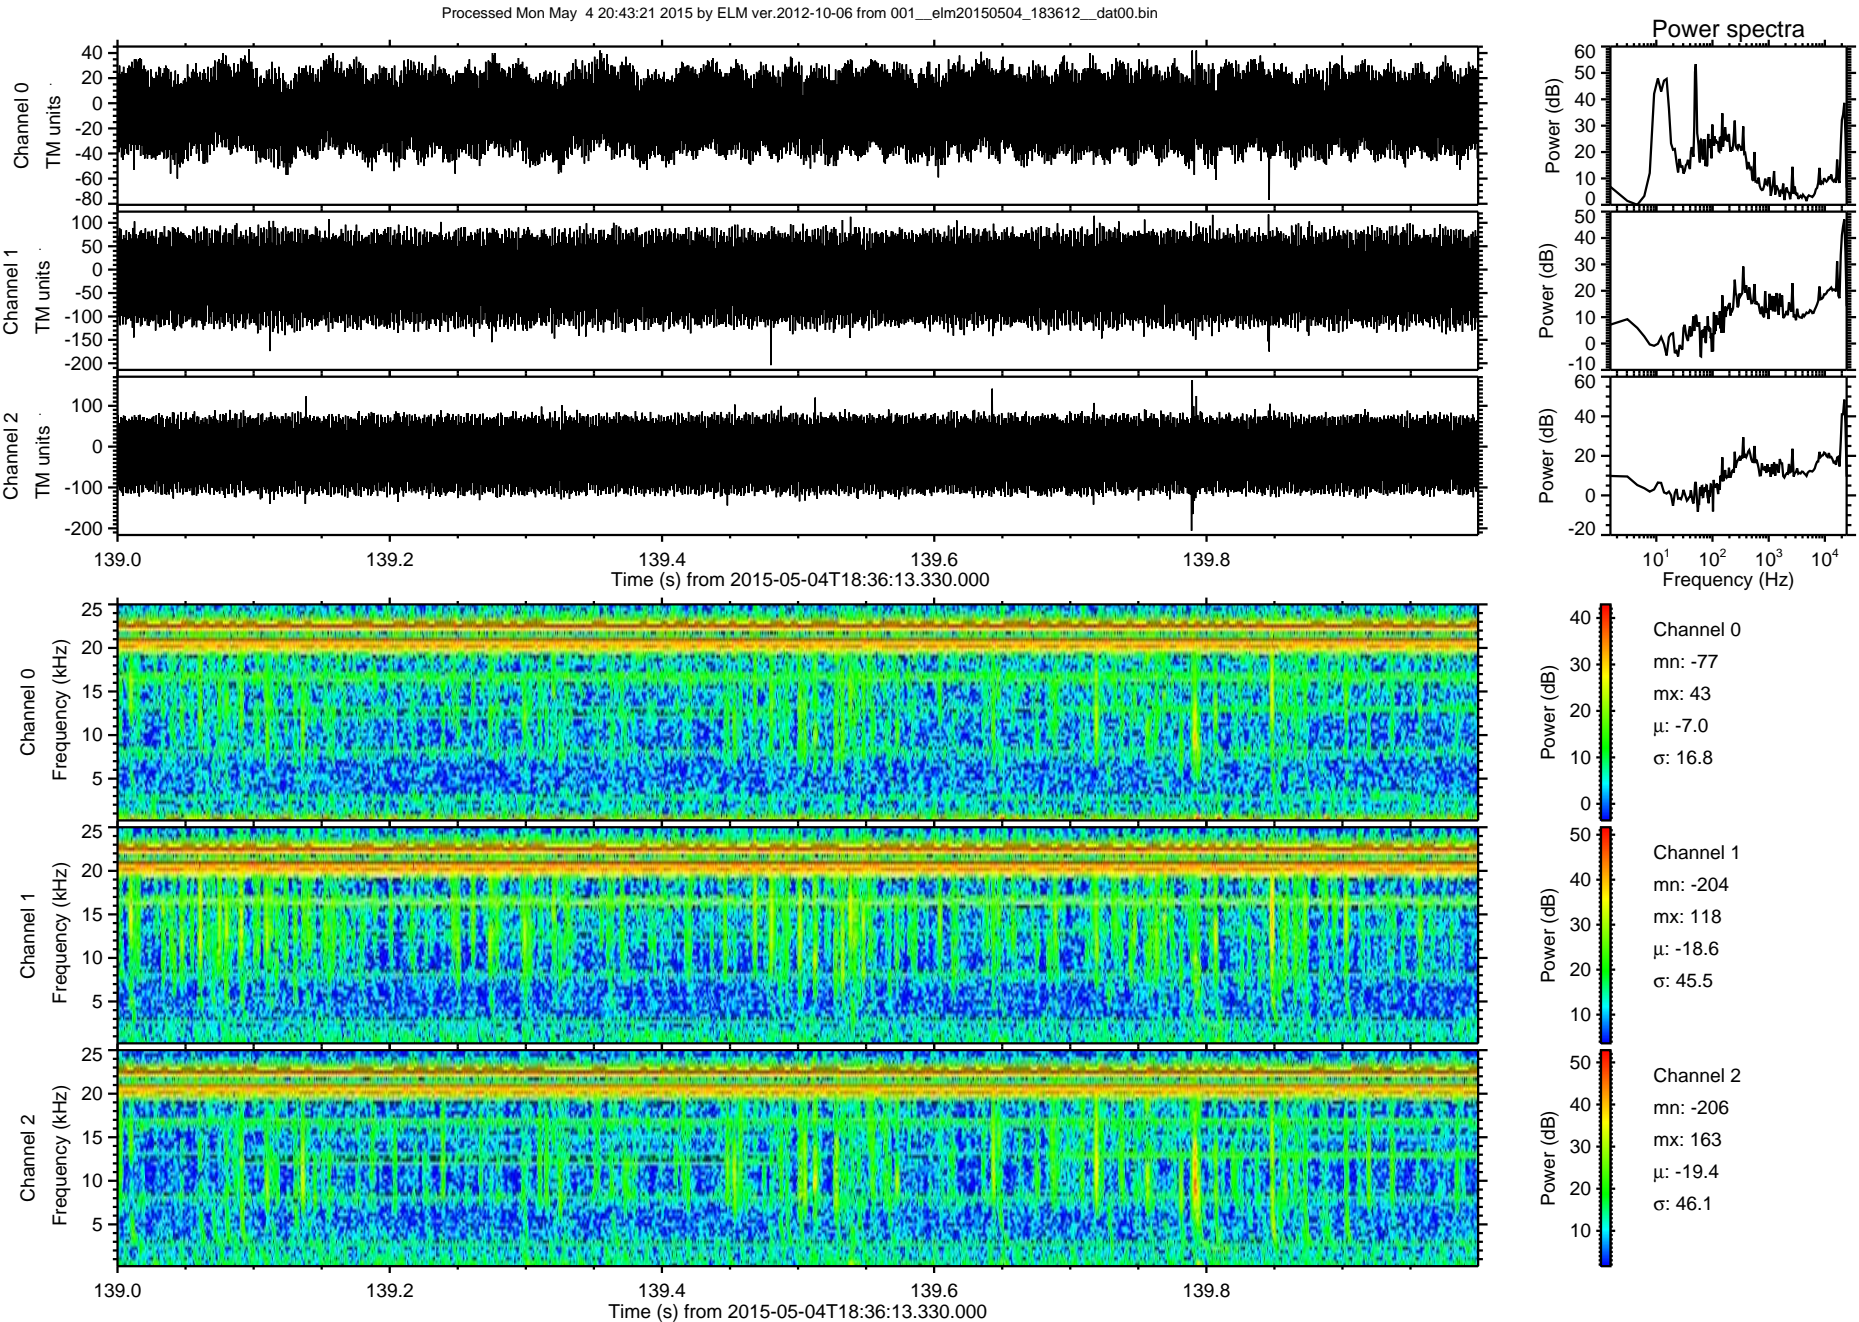 Processed Mon May  4 20:43:21 2015 by ELM ver.2012-10-06 from 001__elm20150504_183612__dat00.bin
Power spectra
Channel 0
TM units
40
20
0
-20
-40
-60
-80
Power (dB)
60
50
40
30
20
10
0
Channel 1
TM units
100
50
0
-50
-100
-150
-200
Power (dB)
50
40
30
20
10
0
-10
Channel 2
TM units
100
0
-100
-200
Power (dB)
60
40
20
0
-20
139.0 139.2 139.4 139.6 139.8
Time (s) from 2015-05-04T18:36:13.330.000
10¹ 10² 10³ 10⁴
Frequency (Hz)
Channel 0
Frequency (kHz)
25
20
15
10
5
Power (dB)
40
30
20
10
0
Channel 0
mn: -77
mx: 43
μ: -7.0
σ: 16.8
Channel 1
Frequency (kHz)
25
20
15
10
5
Power (dB)
50
40
30
20
10
Channel 1
mn: -204
mx: 118
μ: -18.6
σ: 45.5
Channel 2
Frequency (kHz)
25
20
15
10
5
Power (dB)
50
40
30
20
10
Channel 2
mn: -206
mx: 163
μ: -19.4
σ: 46.1
139.0 139.2 139.4 139.6 139.8
Time (s) from 2015-05-04T18:36:13.330.000